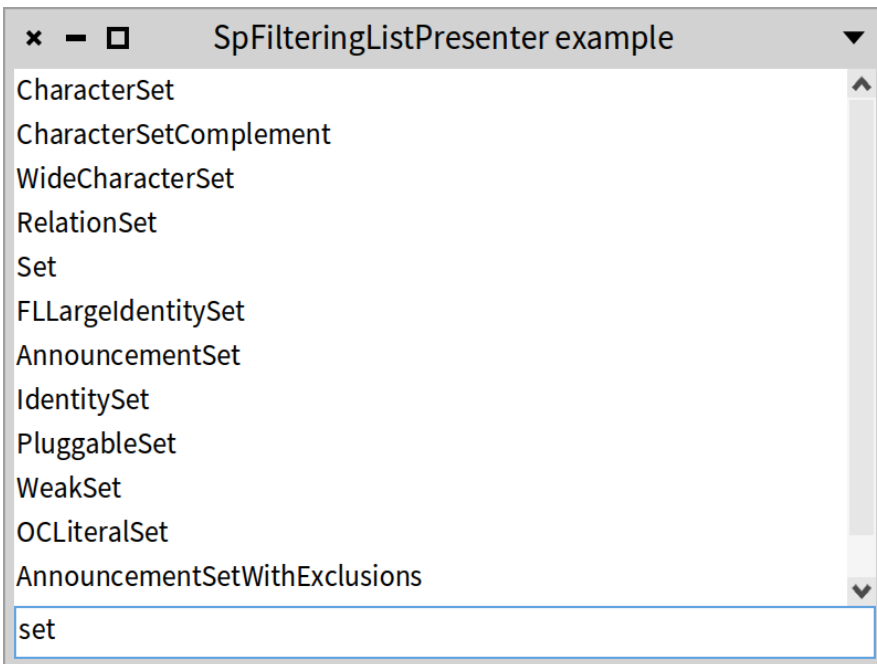 SpFilteringListPresenter example
CharacterSet
CharacterSetComplement
WideCharacterSet
RelationSet
Set
FLLargeIdentitySet
AnnouncementSet
IdentitySet
PluggableSet
WeakSet
OCLiteralSet
AnnouncementSetWithExclusions
set